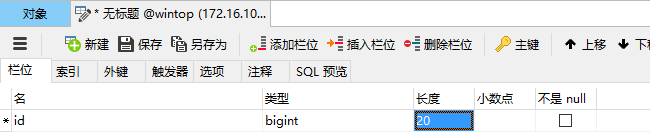 对象 * 无标题 @wintop (172.16.10...
新建 保存 另存为 添加栏位 插入栏位 删除栏位 主键 上移
栏位 索引 外键 触发器 选项 注释 SQL 预览
名 类型 长度 小数点 不是 null
* id bigint 20